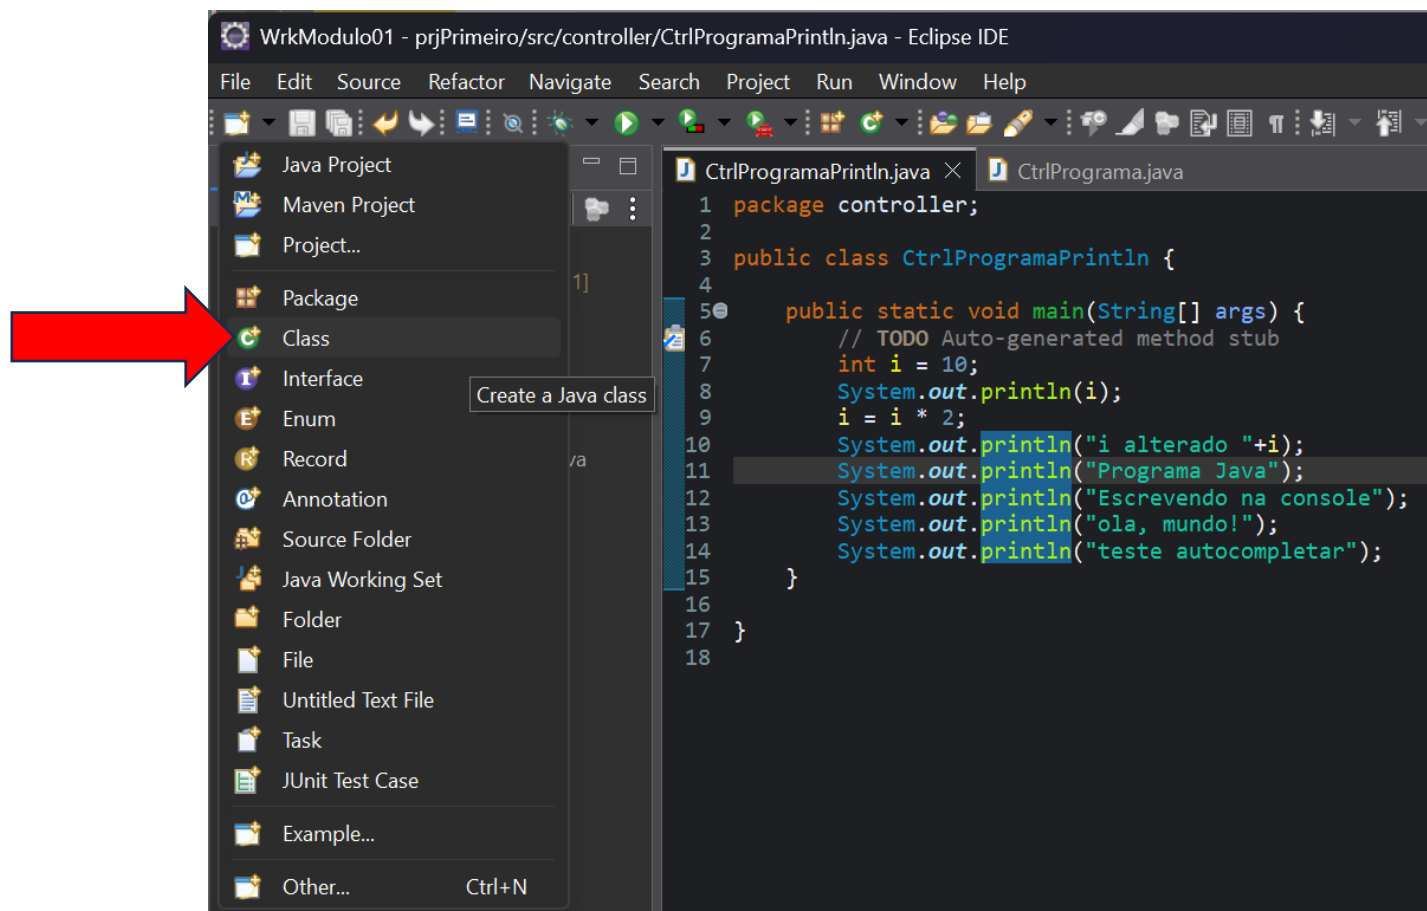 WrkModulo01 - prjPrimeiro/src/controller/CtrlProgramaPrintln.java - Eclipse IDE
File Edit Source Refactor Navigate Search Project Run Window Help
Java Project
Maven Project
Project...
Package
Class
Interface
Enum
Record
Annotation
Source Folder
Java Working Set
Folder
File
Untitled Text File
Task
JUnit Test Case
Example...
Other... Ctrl+N
Create a Java class
1]
va
CtrlProgramaPrintln.java CtrlPrograma.java
1 package controller;
2
3 public class CtrlProgramaPrintln {
4
5 public static void main(String[] args) {
6 // TODO Auto-generated method stub
7 int i = 10;
8 System.out.println(i);
9 i = i * 2;
10 System.out.println("i alterado "+i);
11 System.out.println("Programa Java");
12 System.out.println("Escrevendo na console");
13 System.out.println("ola, mundo!");
14 System.out.println("teste autocompletar");
15 }
16
17 }
18